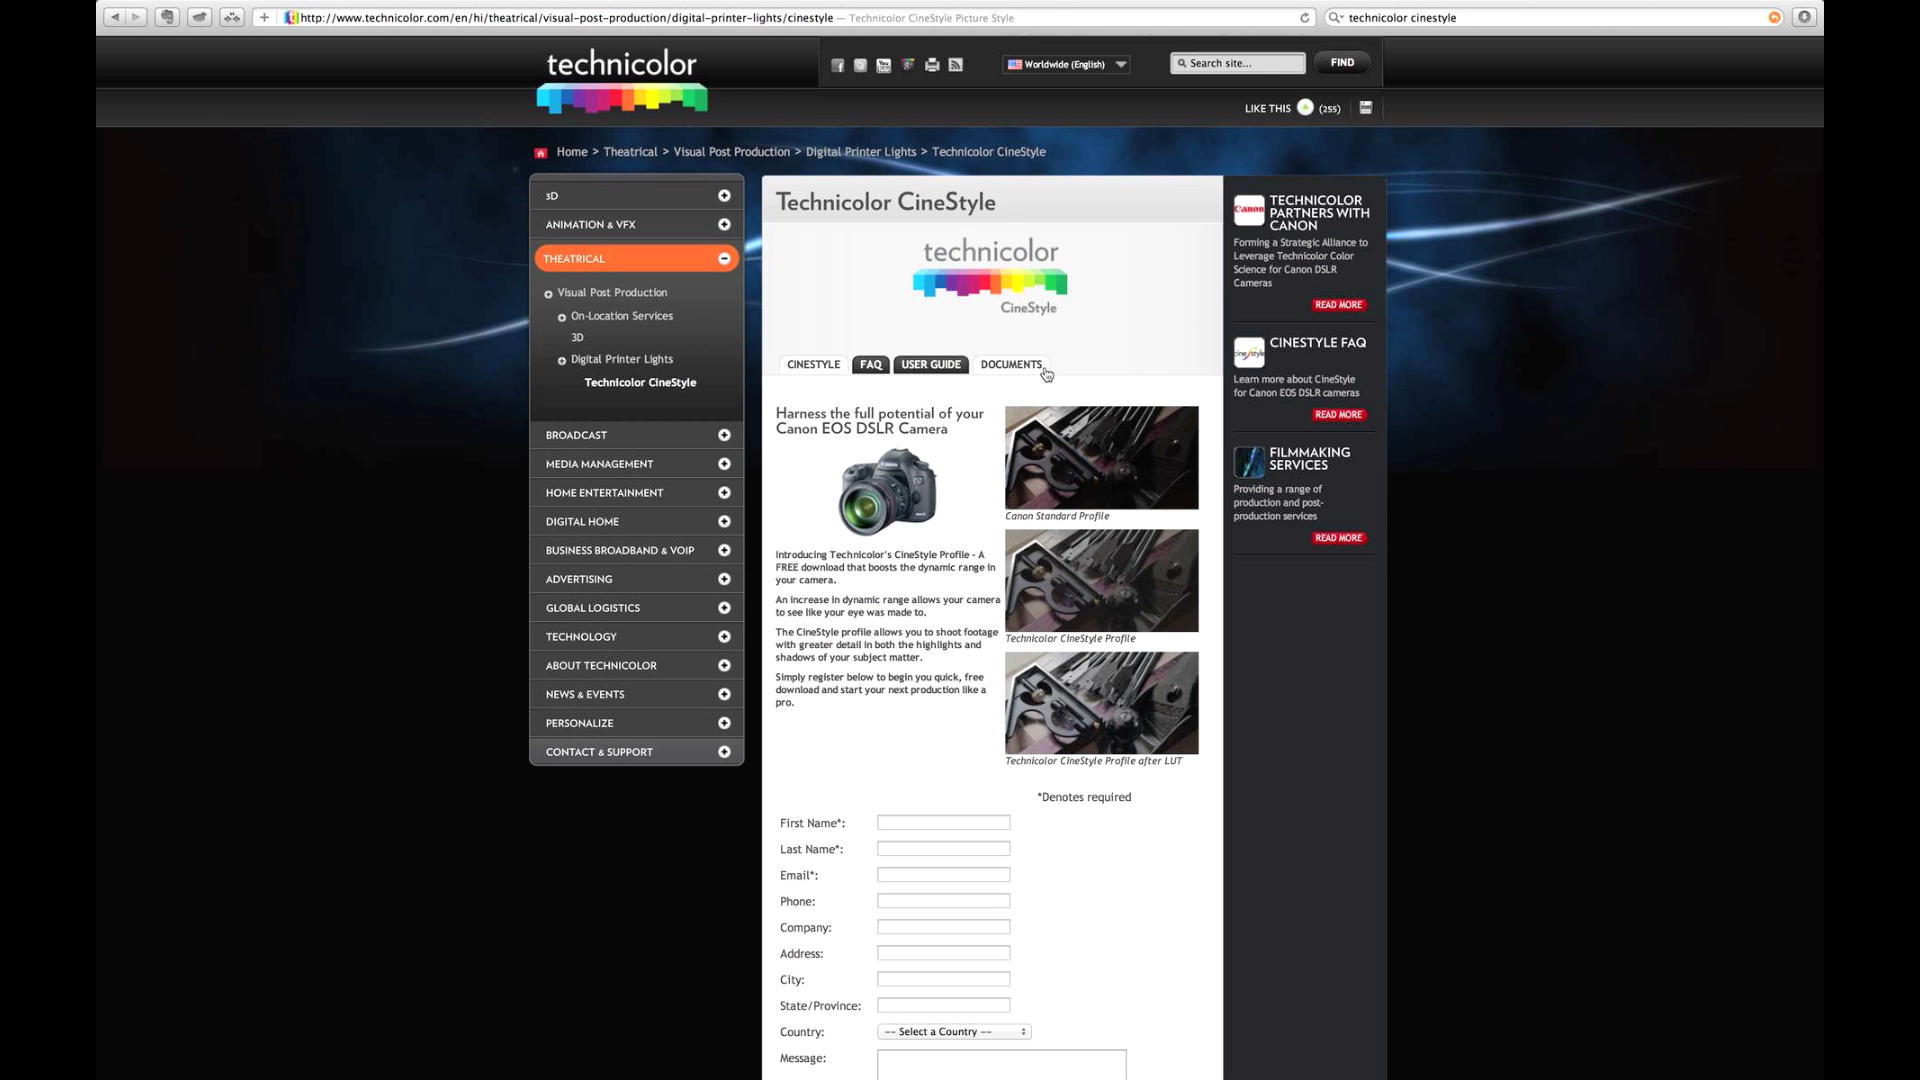 http://www.technicolor.com/en/hi/theatrical/visual-post-production/digital-printer-lights/cinestyle — Technicolor CineStyle Picture Style
technicolor cinestyle
technicolor
Worldwide (English)
Search site...
FIND
LIKE THIS (255)
Home > Theatrical > Visual Post Production > Digital Printer Lights > Technicolor CineStyle
3D
ANIMATION & VFX
THEATRICAL
Visual Post Production
On-Location Services
3D
Digital Printer Lights
Technicolor CineStyle
BROADCAST
MEDIA MANAGEMENT
HOME ENTERTAINMENT
DIGITAL HOME
BUSINESS BROADBAND & VOIP
ADVERTISING
GLOBAL LOGISTICS
TECHNOLOGY
ABOUT TECHNICOLOR
NEWS & EVENTS
PERSONALIZE
CONTACT & SUPPORT
Technicolor CineStyle
technicolor
CineStyle
CINESTYLE FAQ USER GUIDE DOCUMENTS
Harness the full potential of your
Canon EOS DSLR Camera
Introducing Technicolor's CineStyle Profile - A
FREE download that boosts the dynamic range in
your camera.
An increase in dynamic range allows your camera
to see like your eye was made to.
The CineStyle profile allows you to shoot footage
with greater detail in both the highlights and
shadows of your subject matter.
Simply register below to begin you quick, free
download and start your next production like a
pro.
Canon Standard Profile
Technicolor CineStyle Profile
Technicolor CineStyle Profile after LUT
*Denotes required
First Name*:
Last Name*:
Email*:
Phone:
Company:
Address:
City:
State/Province:
Country: -- Select a Country --
Message:
Canon
TECHNICOLOR
PARTNERS WITH
CANON
Forming a Strategic Alliance to
Leverage Technicolor Color
Science for Canon DSLR
Cameras
READ MORE
cinestyle
CINESTYLE FAQ
Learn more about CineStyle
for Canon EOS DSLR cameras
READ MORE
FILMMAKING
SERVICES
Providing a range of
production and post-
production services
READ MORE